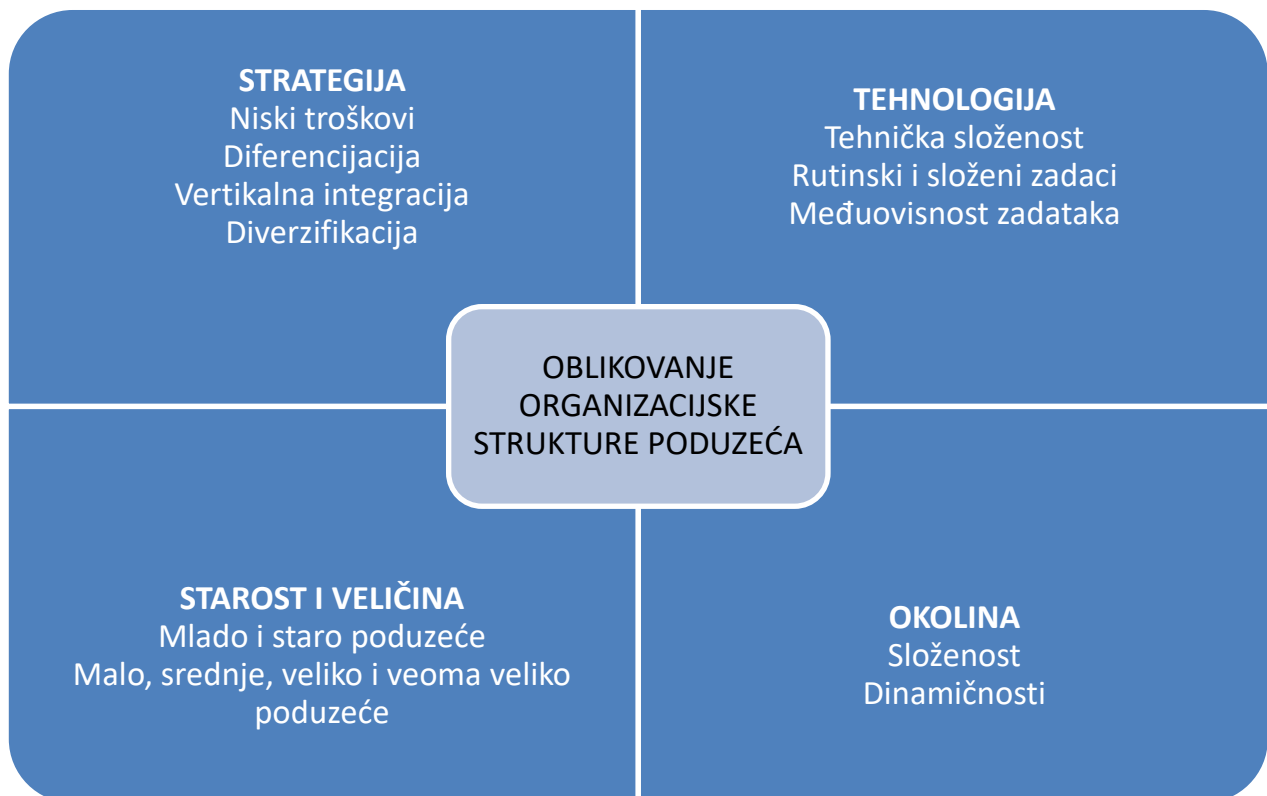 STRATEGIJA
Niski troškovi
Diferencijacija
Vertikalna integracija
Diverzifikacija
TEHNOLOGIJA
Tehnička složenost
Rutinski i složeni zadaci
Međuovisnost zadataka
OBLIKOVANJE
ORGANIZACIJSKE
STRUKTURE PODUZEĆA
STAROST I VELIČINA
Mlado i staro poduzeće
Malo, srednje, veliko i veoma veliko
poduzeće
OKOLINA
Složenost
Dinamičnosti